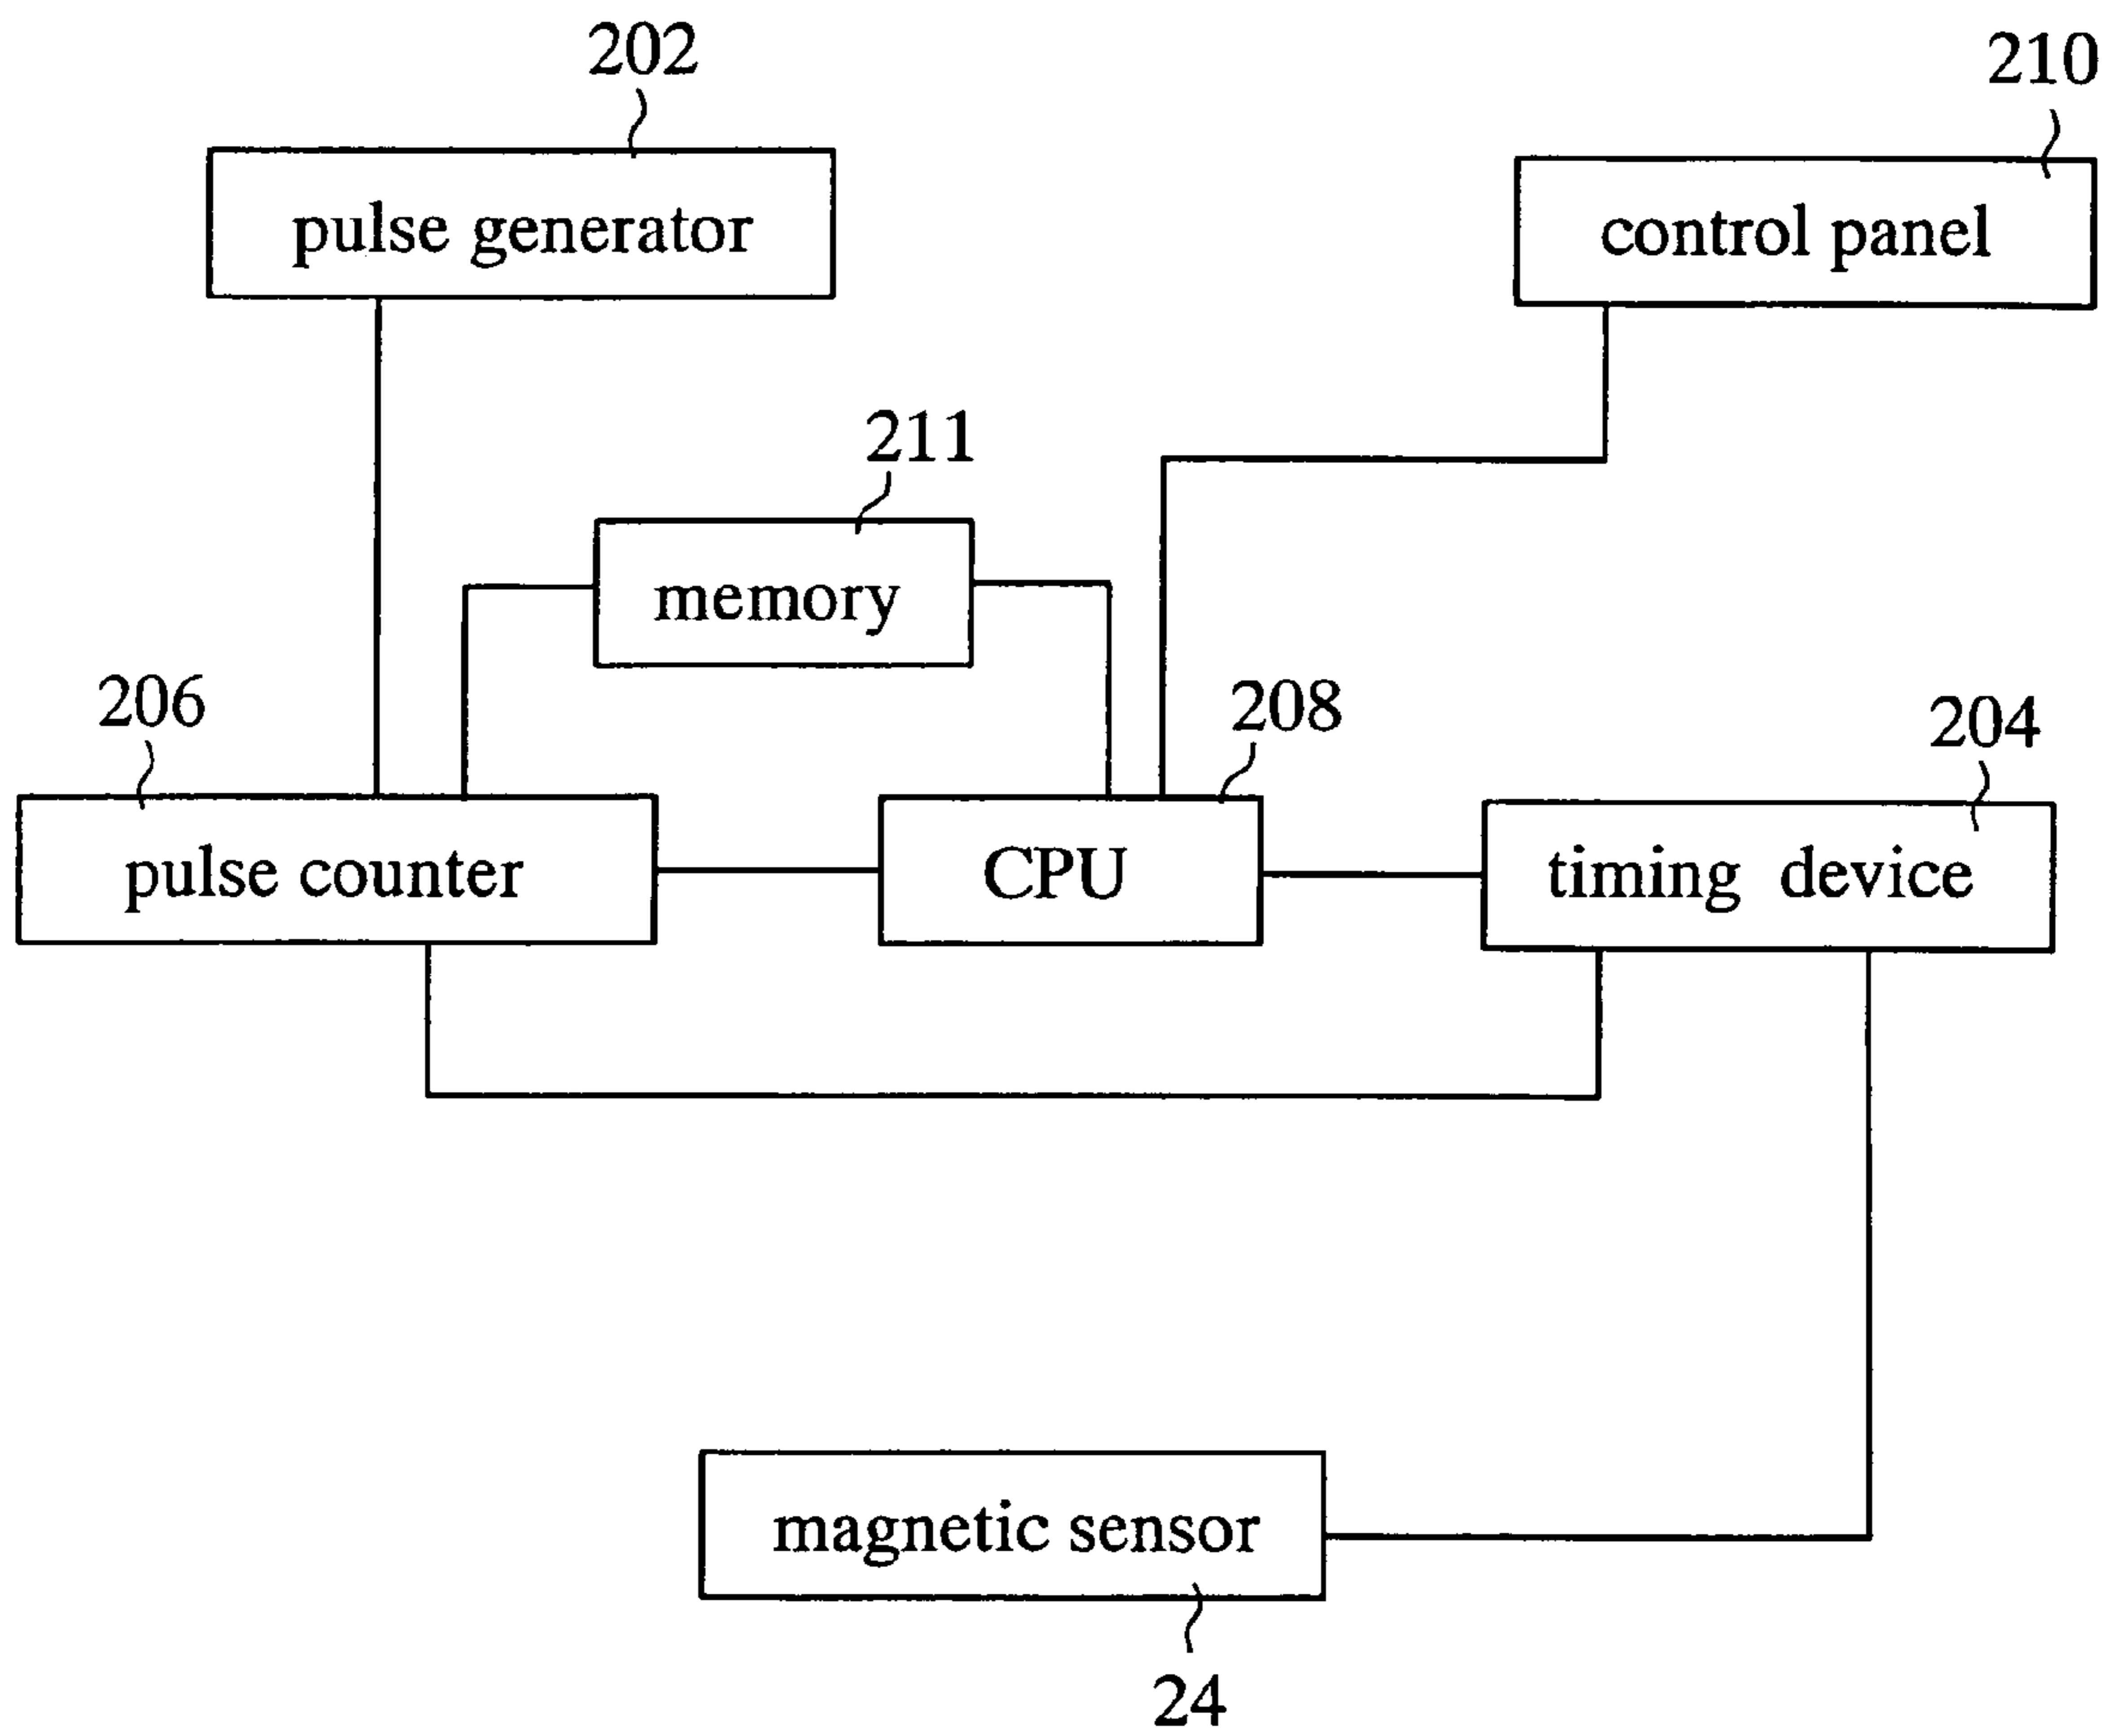 202
210
pulse generator
control panel
211
memory
206
208
204
pulse counter
CPU
timing device
magnetic sensor
24